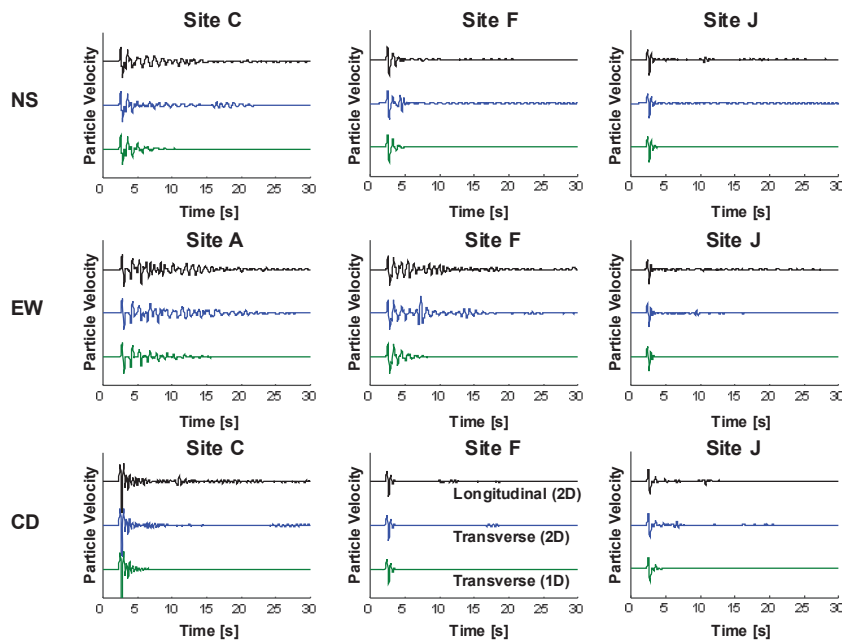 Site C Site F Site J
NS
Particle Velocity Particle Velocity Particle Velocity
0 5 10 15 20 25 30 0 5 10 15 20 25 30 0 5 10 15 20 25 30
Time [s] Time [s] Time [s]
Site A Site F Site J
EW
Particle Velocity Particle Velocity Particle Velocity
0 5 10 15 20 25 30 0 5 10 15 20 25 30 0 5 10 15 20 25 30
Time [s] Time [s] Time [s]
Site C Site F Site J
CD
Particle Velocity Particle Velocity Particle Velocity
Longitudinal (2D)
Transverse (2D)
Transverse (1D)
0 5 10 15 20 25 30 0 5 10 15 20 25 30 0 5 10 15 20 25 30
Time [s] Time [s] Time [s]